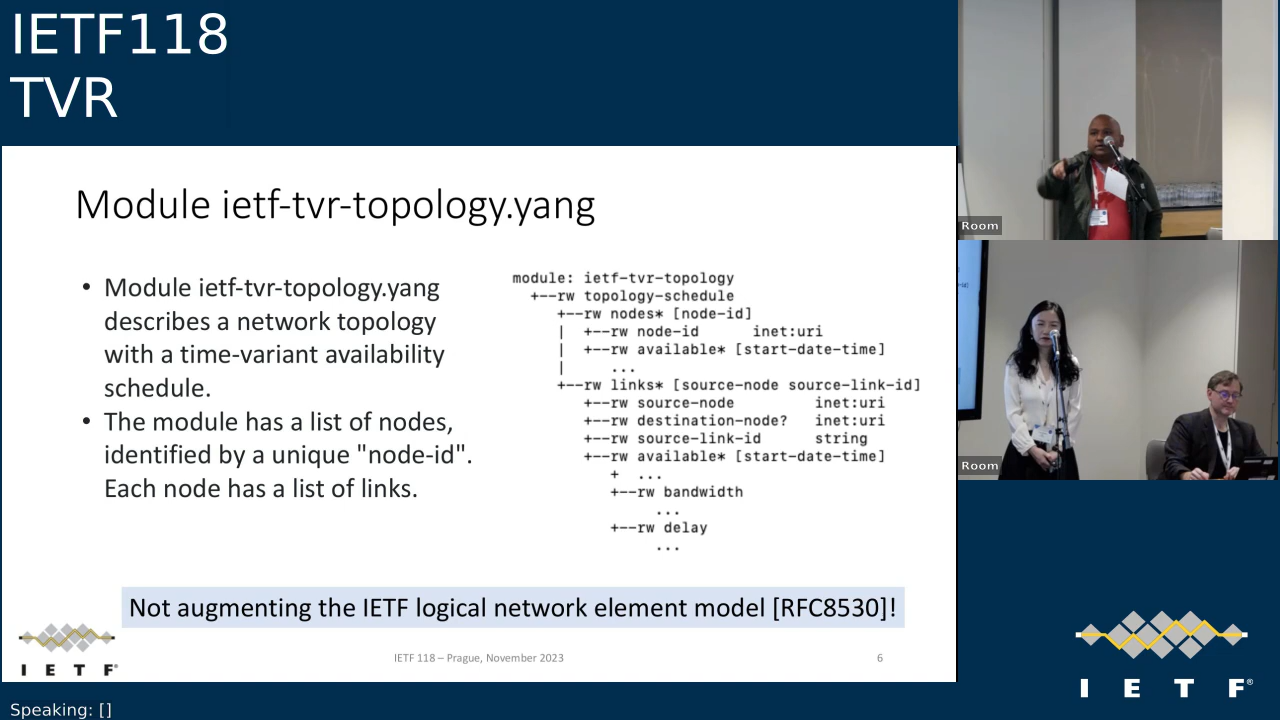 IETF118
TVR
Module ietf-tvr-topology.yang
• Module ietf-tvr-topology.yang
describes a network topology
with a time-variant availability
schedule.
• The module has a list of nodes,
identified by a unique "node-id".
Each node has a list of links.
module: ietf-tvr-topology
+--rw topology-schedule
+--rw nodes* [node-id]
| +--rw node-id inet:uri
| +--rw available* [start-date-time]
| ...
+--rw links* [source-node source-link-id]
+--rw source-node inet:uri
+--rw destination-node? inet:uri
+--rw source-link-id string
+--rw available* [start-date-time]
+ ...
+--rw bandwidth
...
+--rw delay
...
Not augmenting the IETF logical network element model [RFC8530]!
I E T F®
IETF 118 – Prague, November 2023
6
Room
Room
I E T F®
Speaking: []